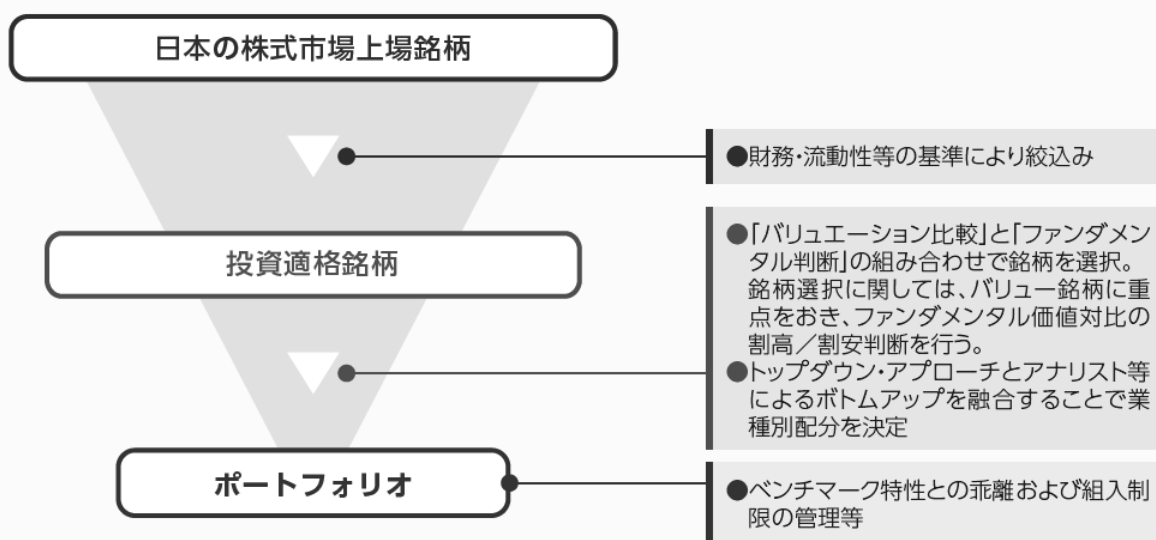 日本の株式市場上場銘柄
●財務・流動性等の基準により絞込み
投資適格銘柄
●「バリュエーション比較」と「ファンダメン
タル判断」の組み合わせで銘柄を選択。
銘柄選択に関しては、バリュー銘柄に重
点をおき、ファンダメンタル価値対比の
割高／割安判断を行う。
●トップダウン・アプローチとアナリスト等
によるボトムアップを融合することで業
種別配分を決定
ポートフォリオ
●ベンチマーク特性との乖離および組入制
限の管理等